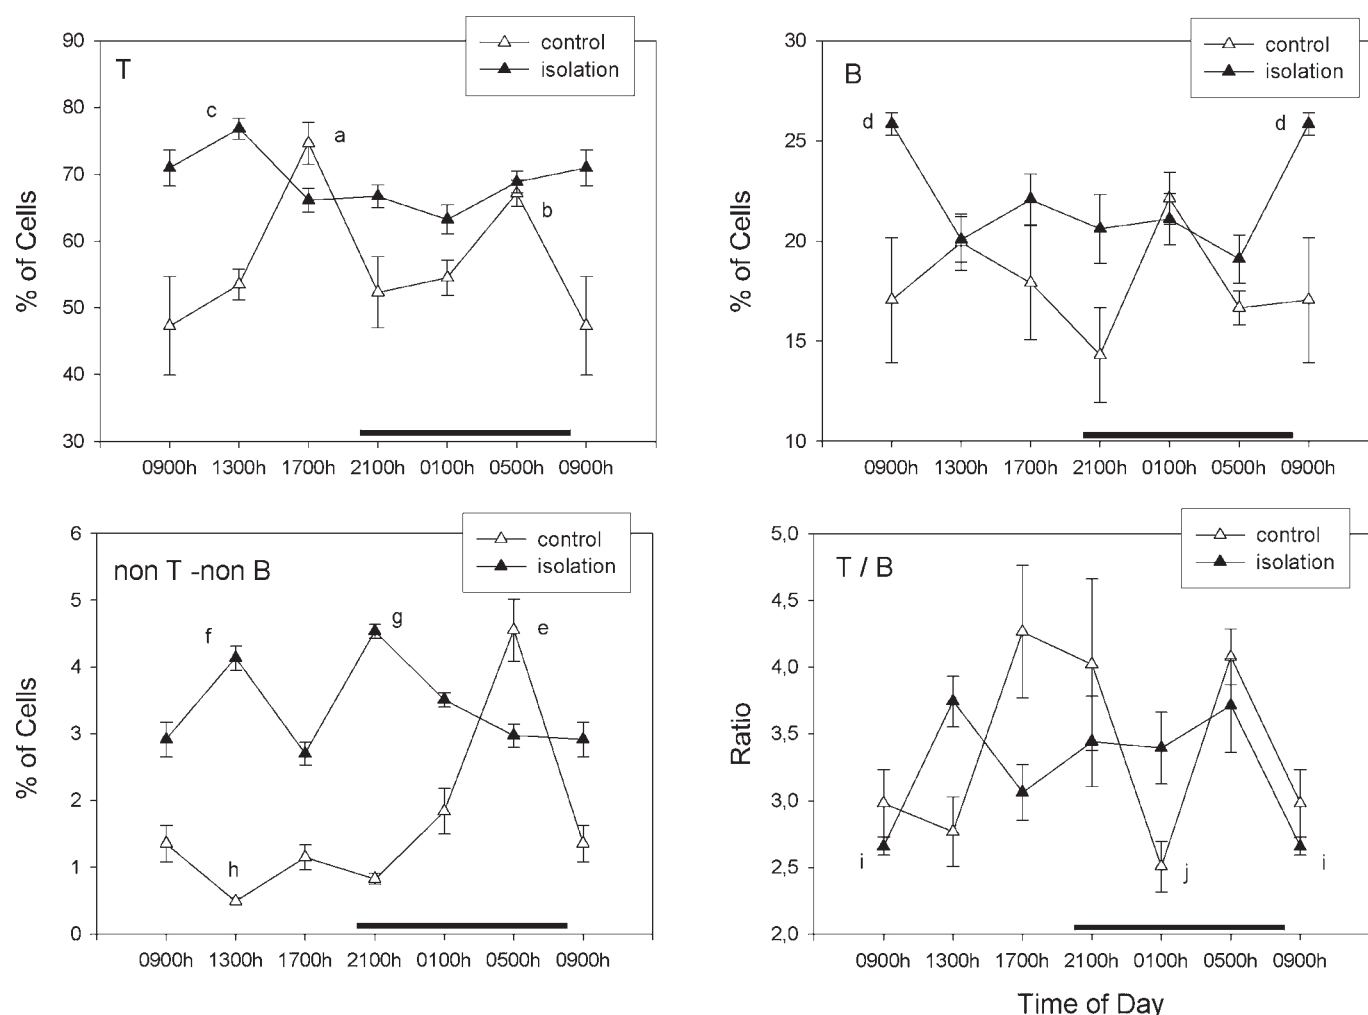 T
control
isolation
% of Cells
90
80
70
60
50
40
30
c
a
b
0900h 1300h 1700h 2100h 0100h 0500h 0900h
B
control
isolation
% of Cells
30
25
20
15
10
d
d
0900h 1300h 1700h 2100h 0100h 0500h 0900h
non T -non B
control
isolation
% of Cells
6
5
4
3
2
1
0
f
g
e
h
0900h 1300h 1700h 2100h 0100h 0500h 0900h
T / B
control
isolation
Ratio
5,0
4,5
4,0
3,5
3,0
2,5
2,0
i
j
i
0900h 1300h 1700h 2100h 0100h 0500h 0900h
Time of Day